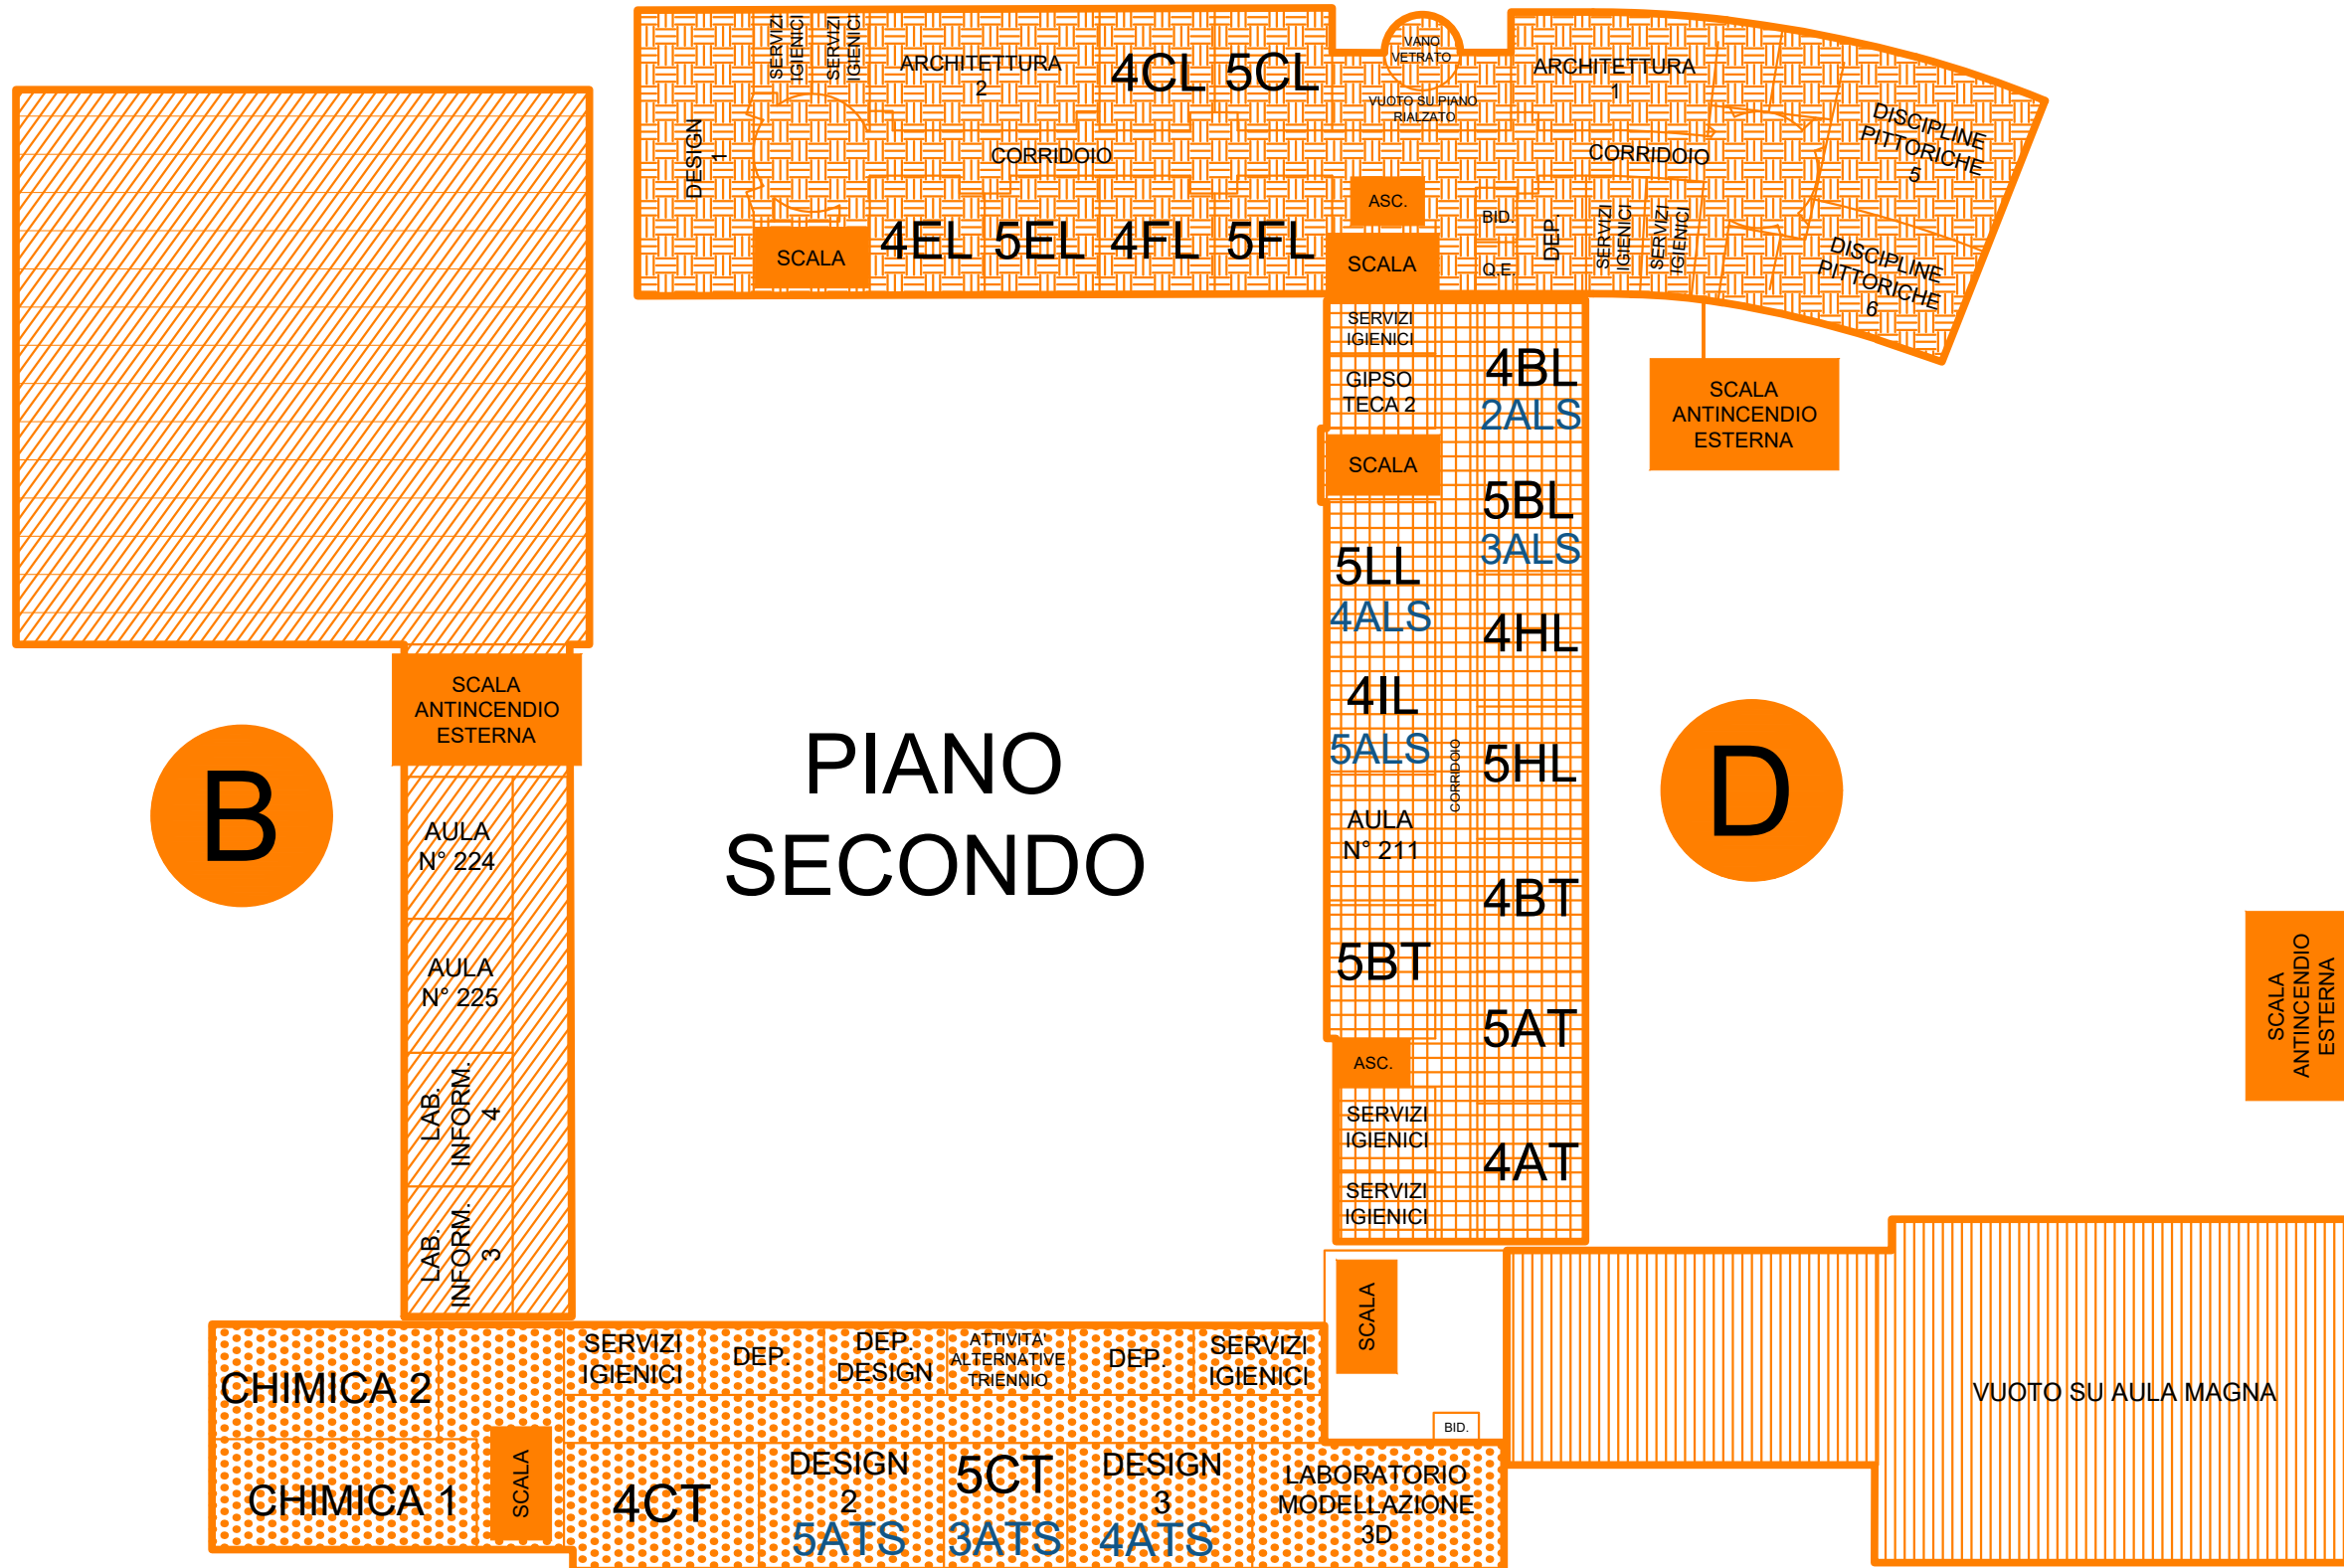 SERVIZI
IGIENICI
SERVIZI
IGIENICI
ARCHITETTURA
2
4CL
5CL
VANO
VETRATO
VUOTO SU PIANO
RIALZATO
ARCHITETTURA
1
DISCIPLINE
PITTORICHE
5
DESIGN
1
CORRIDOIO
CORRIDOIO
SCALA
4EL
5EL
4FL
5FL
ASC.
SCALA
BID.
Q.E.
DEP.
SERVIZI
IGIENICI
SERVIZI
IGIENICI
DISCIPLINE
PITTORICHE
6
SERVIZI
IGIENICI
GIPSO
TECA 2
4BL
2ALS
SCALA
ANTINCENDIO
ESTERNA
SCALA
5BL
3ALS
5LL
4ALS
4HL
4IL
5ALS
CORRIDOIO
5HL
SCALA
ANTINCENDIO
ESTERNA
B
PIANO
SECONDO
D
AULA
N° 224
AULA
N° 211
4BT
AULA
N° 225
5BT
5AT
SCALA
ANTINCENDIO
ESTERNA
ASC.
LAB.
INFORM.
4
SERVIZI
IGIENICI
4AT
SERVIZI
IGIENICI
LAB.
INFORM.
3
SCALA
CHIMICA 2
SERVIZI
IGIENICI
DEP.
DEP.
DESIGN
ATTIVITA'
ALTERNATIVE
TRIENNIO
DEP.
SERVIZI
IGIENICI
BID.
VUOTO SU AULA MAGNA
CHIMICA 1
SCALA
4CT
DESIGN
2
5ATS
5CT
3ATS
DESIGN
3
4ATS
LABORATORIO
MODELLAZIONE
3D